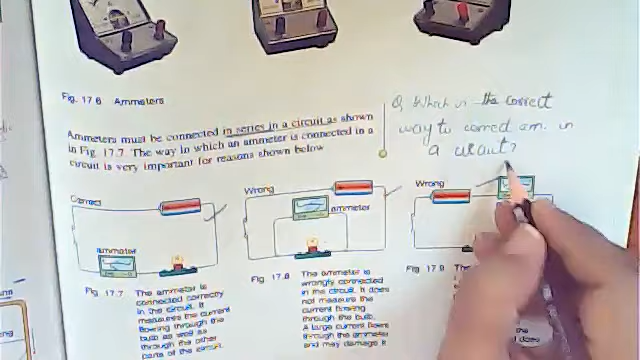 Fig. 17.6 Ammeters
Q. Which is the correct
way to connect am. in
a circuit?
Ammeters must be connected in series in a circuit as shown
in Fig. 17.7. The way in which an ammeter is connected in a
circuit is very important for reasons shown below
Correct
ammeter
Fig. 17.7 The ammeter is
connected correctly
in the circuit. It
measures the current
flowing through the
bulb as well as
through the other
parts of the circuit.
Wrong
ammeter
Fig. 17.8 The ammeter is
wrongly connected
in the circuit. It does
not measure the
current flowing
through the bulb.
A large current flows
through the ammeter
and may damage it
Wrong
Fig. 17.9